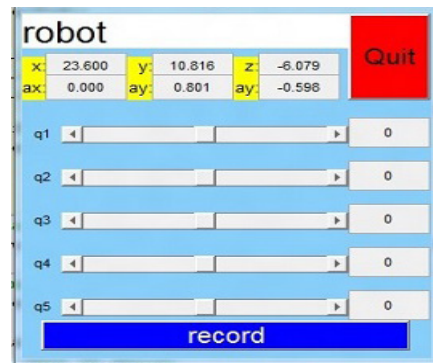 robot
Quit
x: 23.600 y: 10.816 z: -6.079
ax: 0.000 ay: 0.801 ay: -0.598
q1 0
q2 0
q3 0
q4 0
q5 0
record